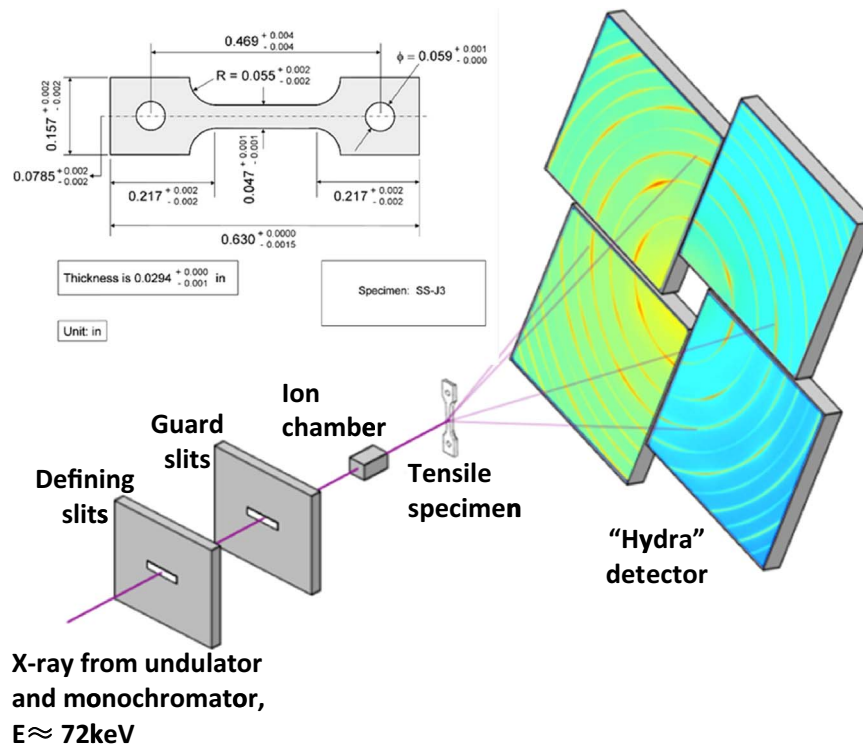 0.469 +0.004 -0.004
ϕ = 0.059 +0.001 -0.000
R = 0.055 +0.002 -0.002
0.157 +0.002 -0.002
0.0785 +0.002 -0.002
0.217 +0.002 -0.002
0.047 +0.001 -0.001
0.217 +0.002 -0.002
0.630 +0.0000 -0.0015
Thickness is 0.0294 +0.000 -0.001 in
Specimen: SS-J3
Unit: in
Ion
chamber
Guard
slits
Defining
slits
Tensile
specimen
"Hydra"
detector
X-ray from undulator
and monochromator,
E≈ 72keV